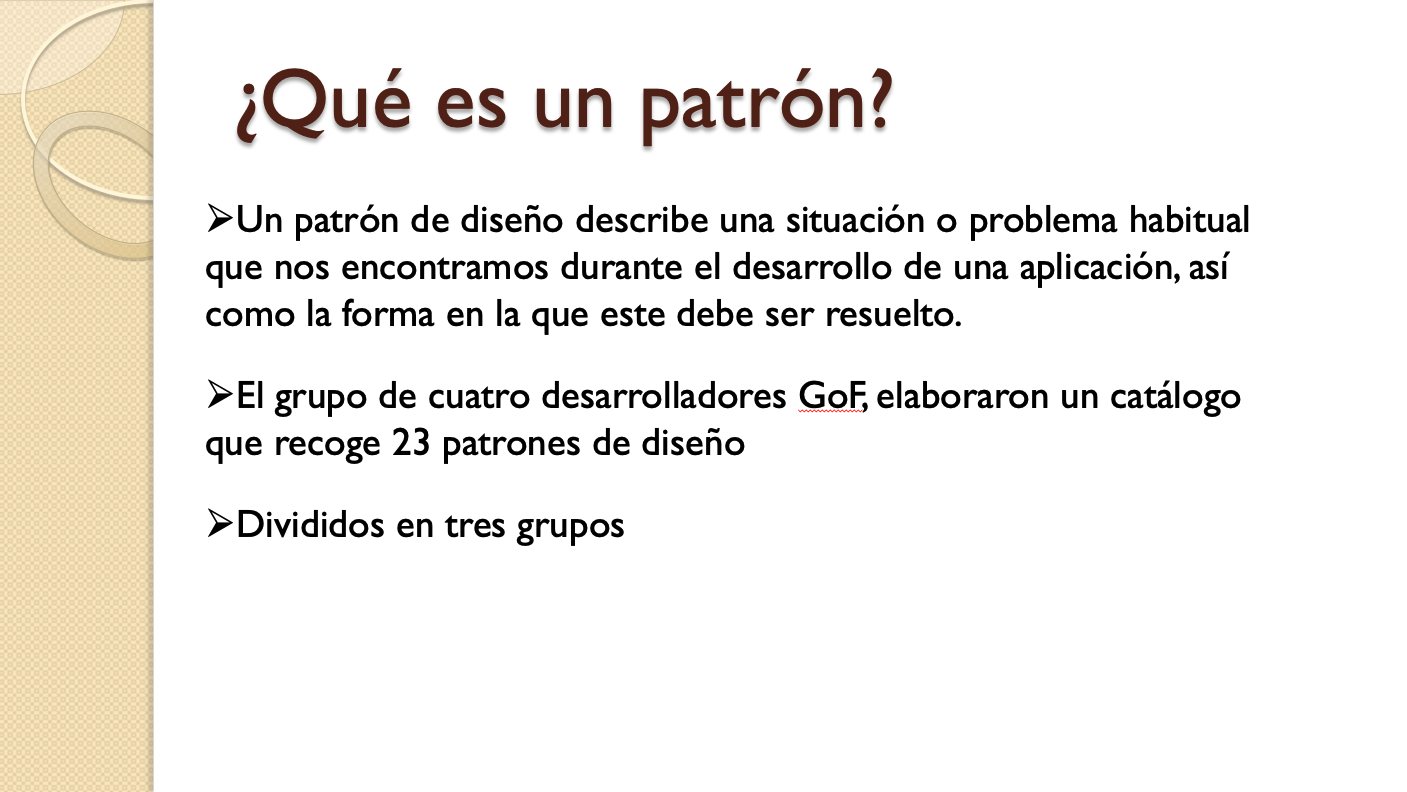 ¿Qué es un patrón?
➢Un patrón de diseño describe una situación o problema habitual
que nos encontramos durante el desarrollo de una aplicación, así
como la forma en la que este debe ser resuelto.
➢El grupo de cuatro desarrolladores GoF, elaboraron un catálogo
que recoge 23 patrones de diseño
➢Divididos en tres grupos